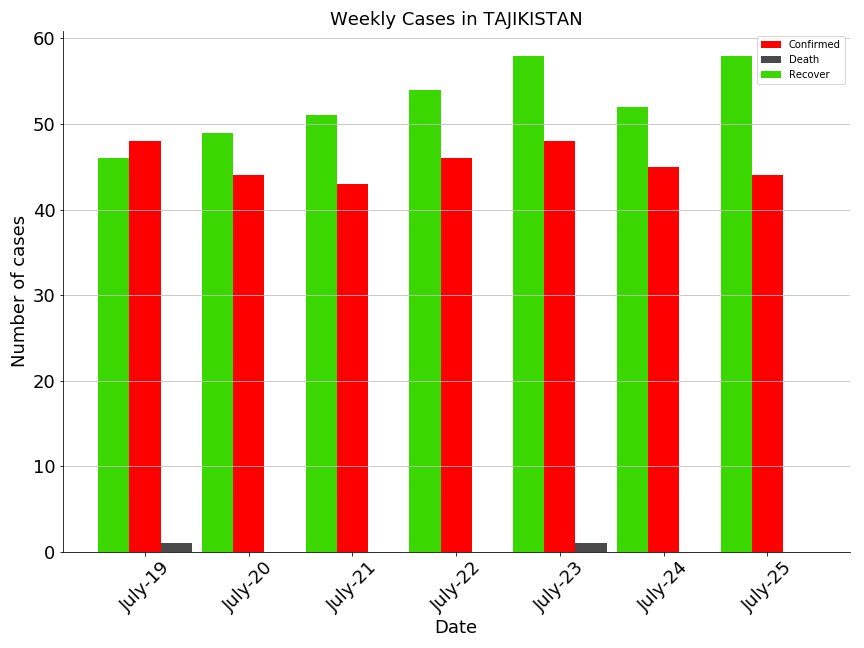 Weekly Cases in TAJIKISTAN
Confirmed
Death
Recover
Number of cases
60
50
40
30
20
10
0
July-19
July-20
July-21
July-22
July-23
July-24
July-25
Date